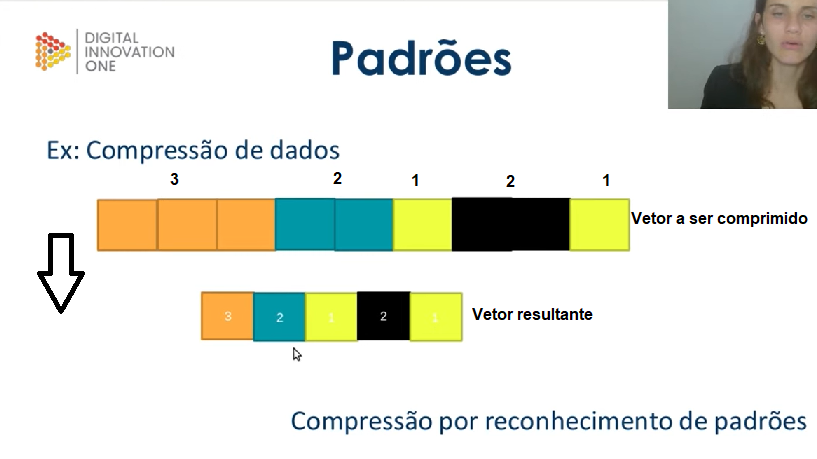 DIGITAL
INNOVATION
ONE
Padrões
Ex: Compressão de dados
3 2 1 2 1
Vetor a ser comprimido
3 2 1 2 1
Vetor resultante
Compressão por reconhecimento de padrões